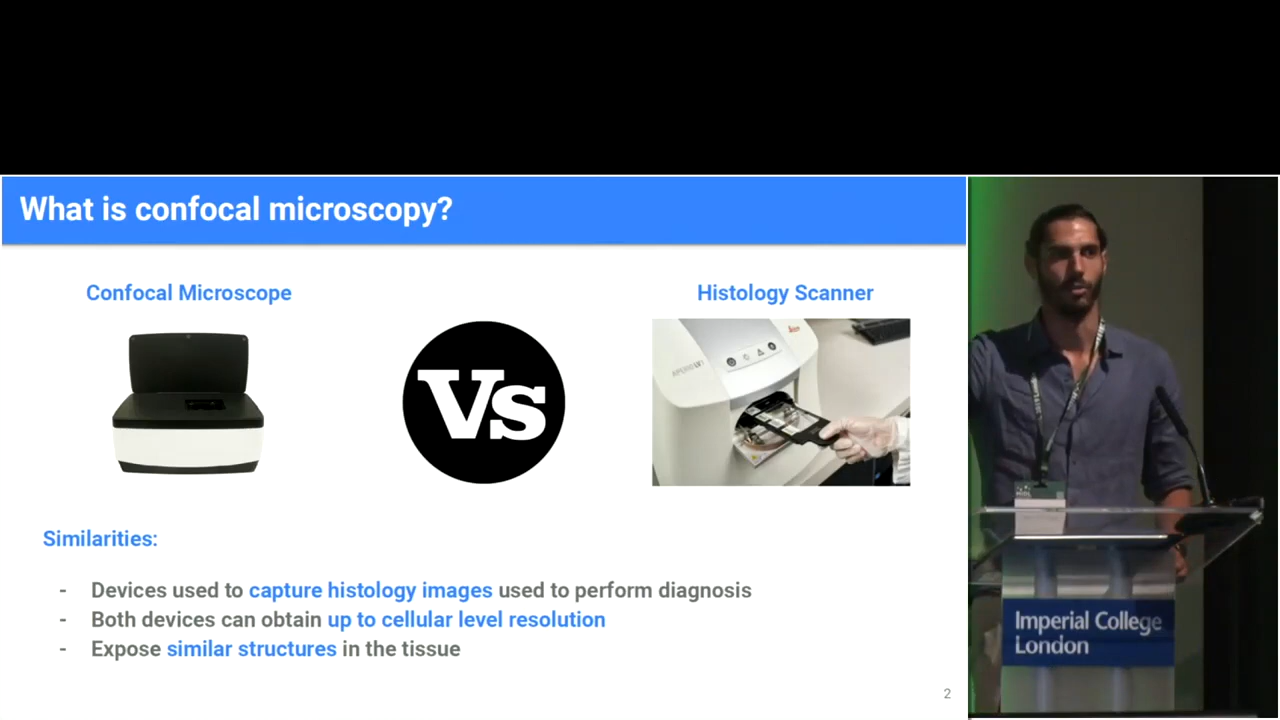 What is confocal microscopy?
Confocal Microscope
Histology Scanner
Vs
Similarities:
- Devices used to capture histology images used to perform diagnosis
- Both devices can obtain up to cellular level resolution
- Expose similar structures in the tissue
2
MIDL
Imperial College
London